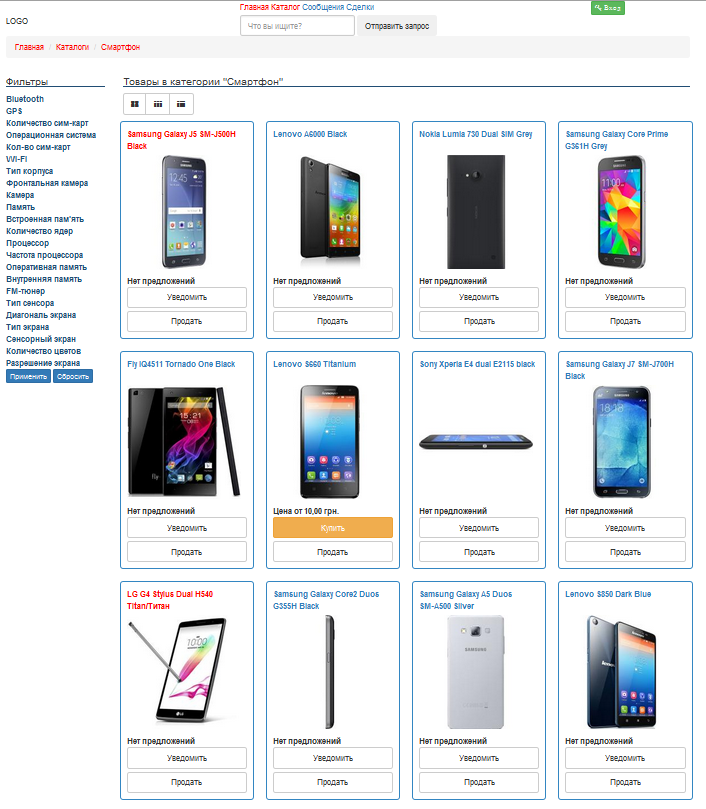 Главная Каталог Сообщения Сделки
Вход
LOGO
Что вы ищите?
Отправить запрос
Главная / Каталоги / Смартфон
Фильтры
Bluetooth
GPS
Количество сим-карт
Операционная система
Кол-во сим-карт
Wi-Fi
Тип корпуса
Фронтальная камера
Камера
Память
Встроенная пам'ять
Количество ядер
Процессор
Частота процессора
Оперативная память
Внутренняя память
FM-тюнер
Тип сенсора
Диагональ экрана
Тип экрана
Сенсорный экран
Количество цветов
Разрешение экрана
Применить Сбросить
Товары в категории "Смартфон"
Samsung Galaxy J5 SM-J500H
Black
Нет предложений
Уведомить
Продать
Lenovo A6000 Black
Нет предложений
Уведомить
Продать
Nokia Lumia 730 Dual SIM Grey
Нет предложений
Уведомить
Продать
Samsung Galaxy Core Prime
G361H Grey
Нет предложений
Уведомить
Продать
Fly IQ4511 Tornado One Black
fly
Нет предложений
Уведомить
Продать
Lenovo S660 Titanium
Цена от 10,00 грн.
Купить
Продать
Sony Xperia E4 dual E2115 black
Нет предложений
Уведомить
Продать
Samsung Galaxy J7 SM-J700H
Black
18:18
Нет предложений
Уведомить
Продать
LG G4 Stylus Dual H540
Titan/Титан
LG
Нет предложений
Уведомить
Продать
Samsung Galaxy Core2 Duos
G355H Black
Нет предложений
Уведомить
Продать
Samsung Galaxy A5 Duos
SM-A500 Silver
SAMSUNG
Нет предложений
Уведомить
Продать
Lenovo S850 Dark Blue
lenovo
Нет предложений
Уведомить
Продать